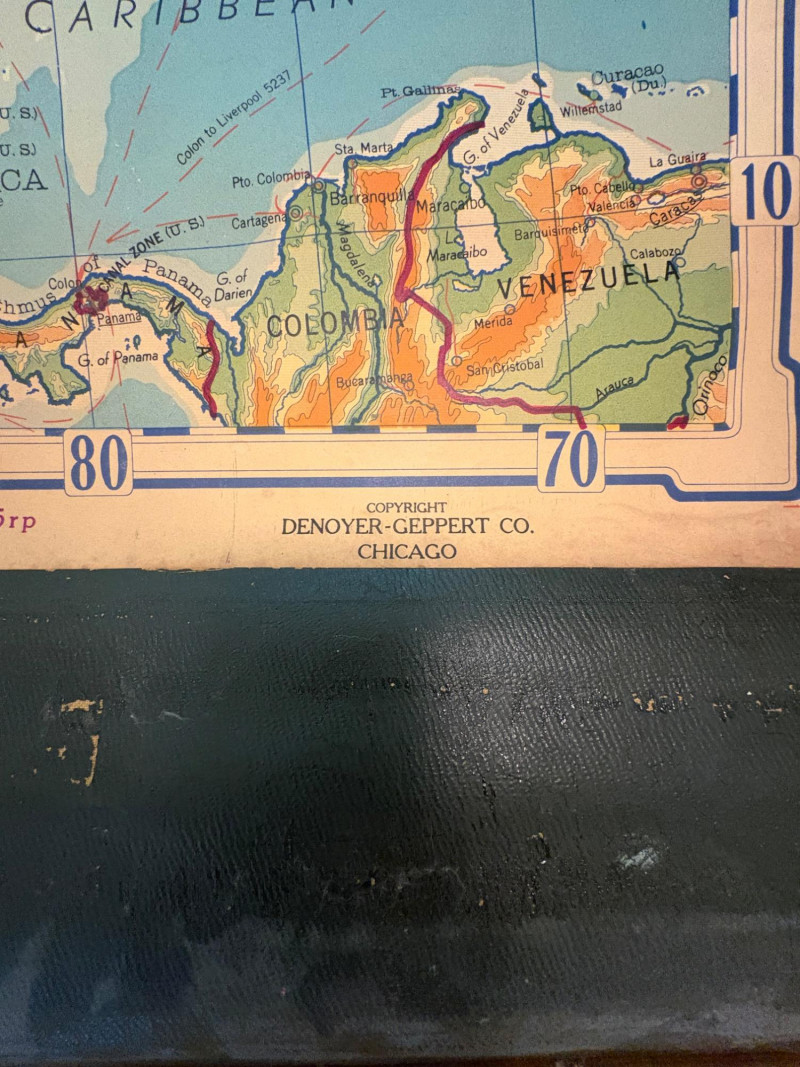 CARIBBEAN
Colon to Liverpool 5237
Curacao
(Du.)
Pt. Gallinas
Willemstad
G. of Venezuela
U. S.)
Sta. Marta
U. S.)
La Guaira
CA
Pto. Colombia
Barranquilla
Maracaibo
Pto. Cabello
Valencia
10
Caracas
Cartagena
CANAL ZONE (U. S.)
Magdalena
Barquisimeto
L.
Maracaibo
Calabozo
Isthmus of Panama
Colon
G. of
Darien
VENEZUELA
PANAMA
Panama
COLOMBIA
Merida
G. of Panama
San Cristobal
Bucaramanga
Arauca
Orinoco
80
70
COPYRIGHT
DENOYER-GEPPERT CO.
CHICAGO